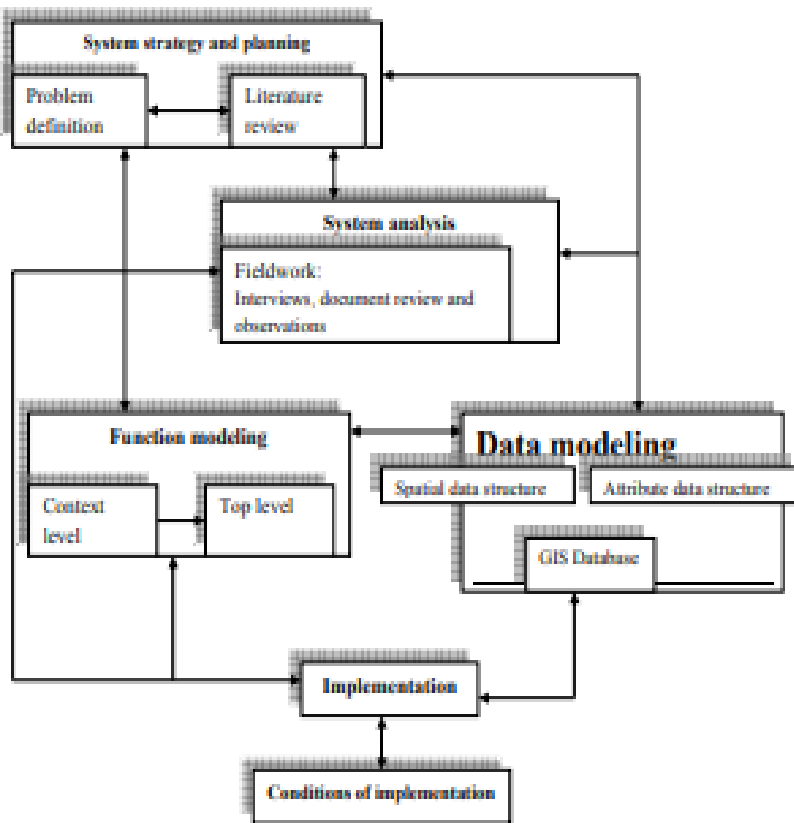 System strategy and planning
Problem
definition
Literature
review
System analysis
Fieldwork:
Interviews, document review and
observations
Function modeling
Context
level
Top level
Data modeling
Spatial data structure
Attribute data structure
GIS Database
Implementation
Conditions of implementation